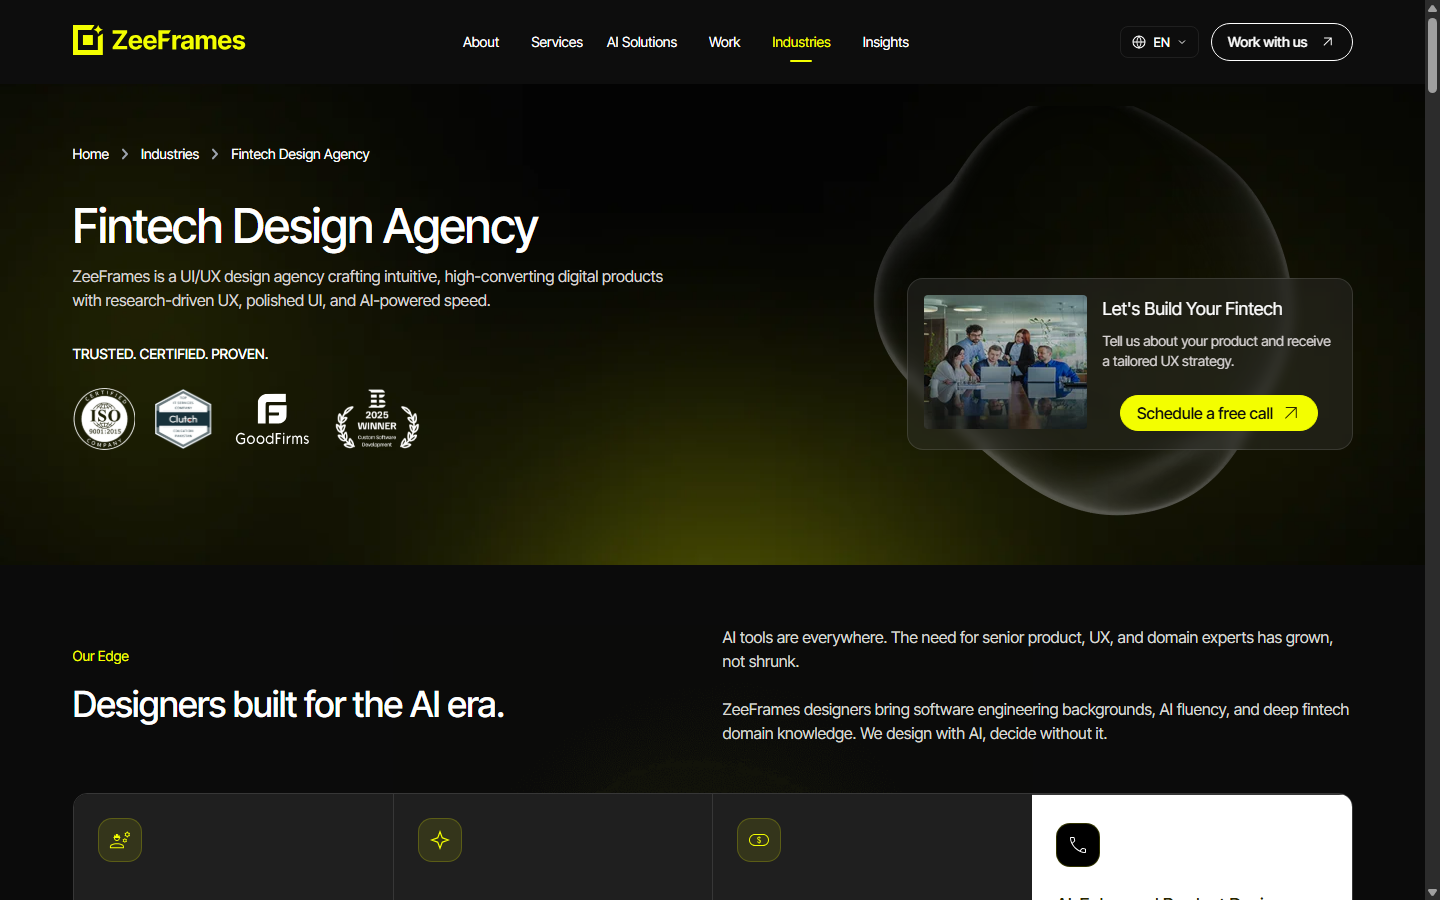 ZeeFrames
About
Services
AI Solutions
Work
Industries
Insights
EN
Work with us
Home
Industries
Fintech Design Agency
Fintech Design Agency
ZeeFrames is a UI/UX design agency crafting intuitive, high-converting digital products
with research-driven UX, polished UI, and AI-powered speed.
TRUSTED. CERTIFIED. PROVEN.
CERTIFIED
ISO
9001:2015
COMPANY
Clutch
GoodFirms
2025
WINNER
Custom Software
Development
Let's Build Your Fintech
Tell us about your product and receive
a tailored UX strategy.
Schedule a free call
Our Edge
Designers built for the AI era.
AI tools are everywhere. The need for senior product, UX, and domain experts has grown,
not shrunk.
ZeeFrames designers bring software engineering backgrounds, AI fluency, and deep fintech
domain knowledge. We design with AI, decide without it.